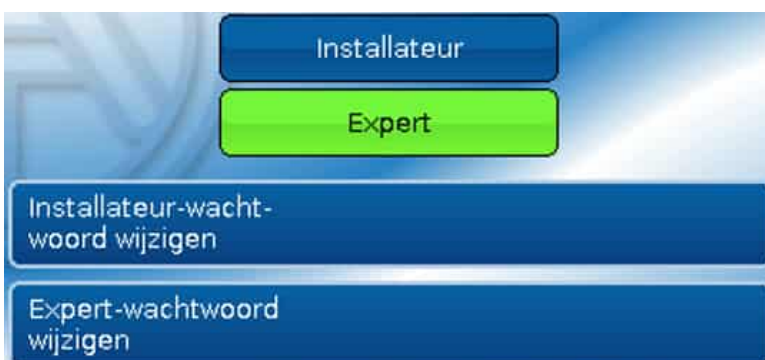 Installateur
Expert
Installateur-wacht-
woord wijzigen
Expert-wachtwoord
wijzigen